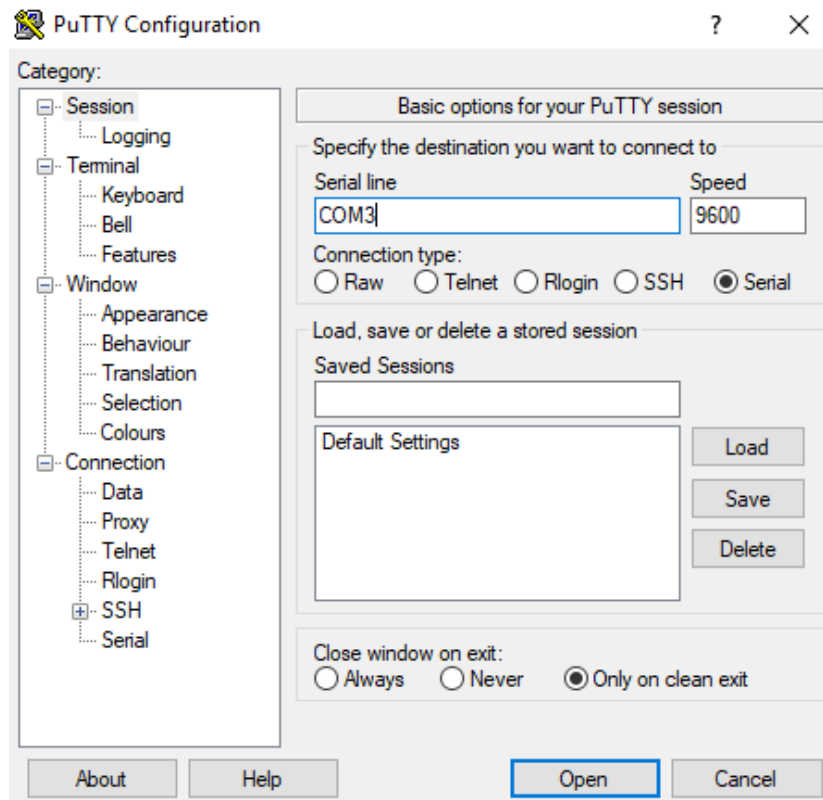 PuTTY Configuration
?
Category:
Session
Logging
Terminal
Keyboard
Bell
Features
Window
Appearance
Behaviour
Translation
Selection
Colours
Connection
Data
Proxy
Telnet
Rlogin
SSH
Serial
Basic options for your PuTTY session
Specify the destination you want to connect to
Serial line Speed
COM3 9600
Connection type:
Raw Telnet Rlogin SSH Serial
Load, save or delete a stored session
Saved Sessions
Default Settings
Load
Save
Delete
Close window on exit:
Always Never Only on clean exit
About Help Open Cancel